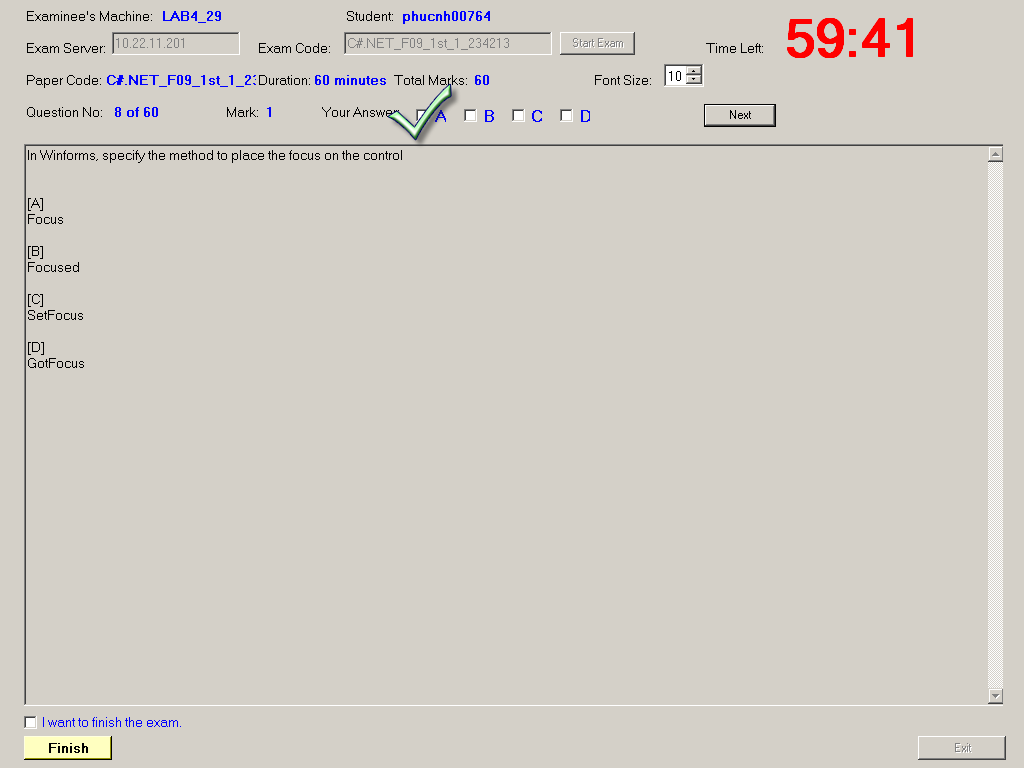 Examinee's Machine: LAB4_29 Student: phucnh00764
Exam Server: 10.22.11.201 Exam Code: C#.NET_F09_1st_1_234213 Start Exam Time Left: 59:41
Paper Code: C#.NET_F09_1st_1_23 Duration: 60 minutes Total Marks: 60 Font Size: 10
Question No: 8 of 60 Mark: 1 Your Answer A B C D Next
In Winforms, specify the method to place the focus on the control
[A]
Focus
[B]
Focused
[C]
SetFocus
[D]
GotFocus
I want to finish the exam.
Finish Exit